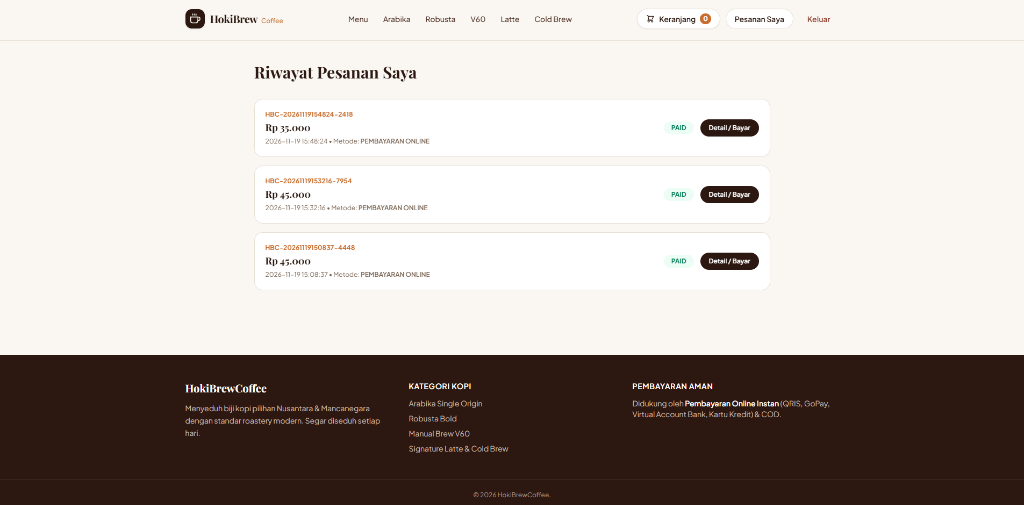 HokiBrew Coffee
Menu Arabika Robusta V60 Latte Cold Brew
Keranjang 0 Pesanan Saya Keluar
Riwayat Pesanan Saya
HBC-20261119154824-2418
Rp 35.000
2026-11-19 15:48:24 • Metode: PEMBAYARAN ONLINE
PAID Detail / Bayar
HBC-20261119153216-7954
Rp 45.000
2026-11-19 15:32:16 • Metode: PEMBAYARAN ONLINE
PAID Detail / Bayar
HBC-20261119150837-4448
Rp 45.000
2026-11-19 15:08:37 • Metode: PEMBAYARAN ONLINE
PAID Detail / Bayar
HokiBrewCoffee
Menyeduh biji kopi pilihan Nusantara & Mancanegara
dengan standar roastery modern. Segar diseduh setiap
hari.
KATEGORI KOPI
Arabika Single Origin
Robusta Bold
Manual Brew V60
Signature Latte & Cold Brew
PEMBAYARAN AMAN
Didukung oleh Pembayaran Online Instan (QRIS, GoPay,
Virtual Account Bank, Kartu Kredit) & COD.
© 2026 HokiBrewCoffee.